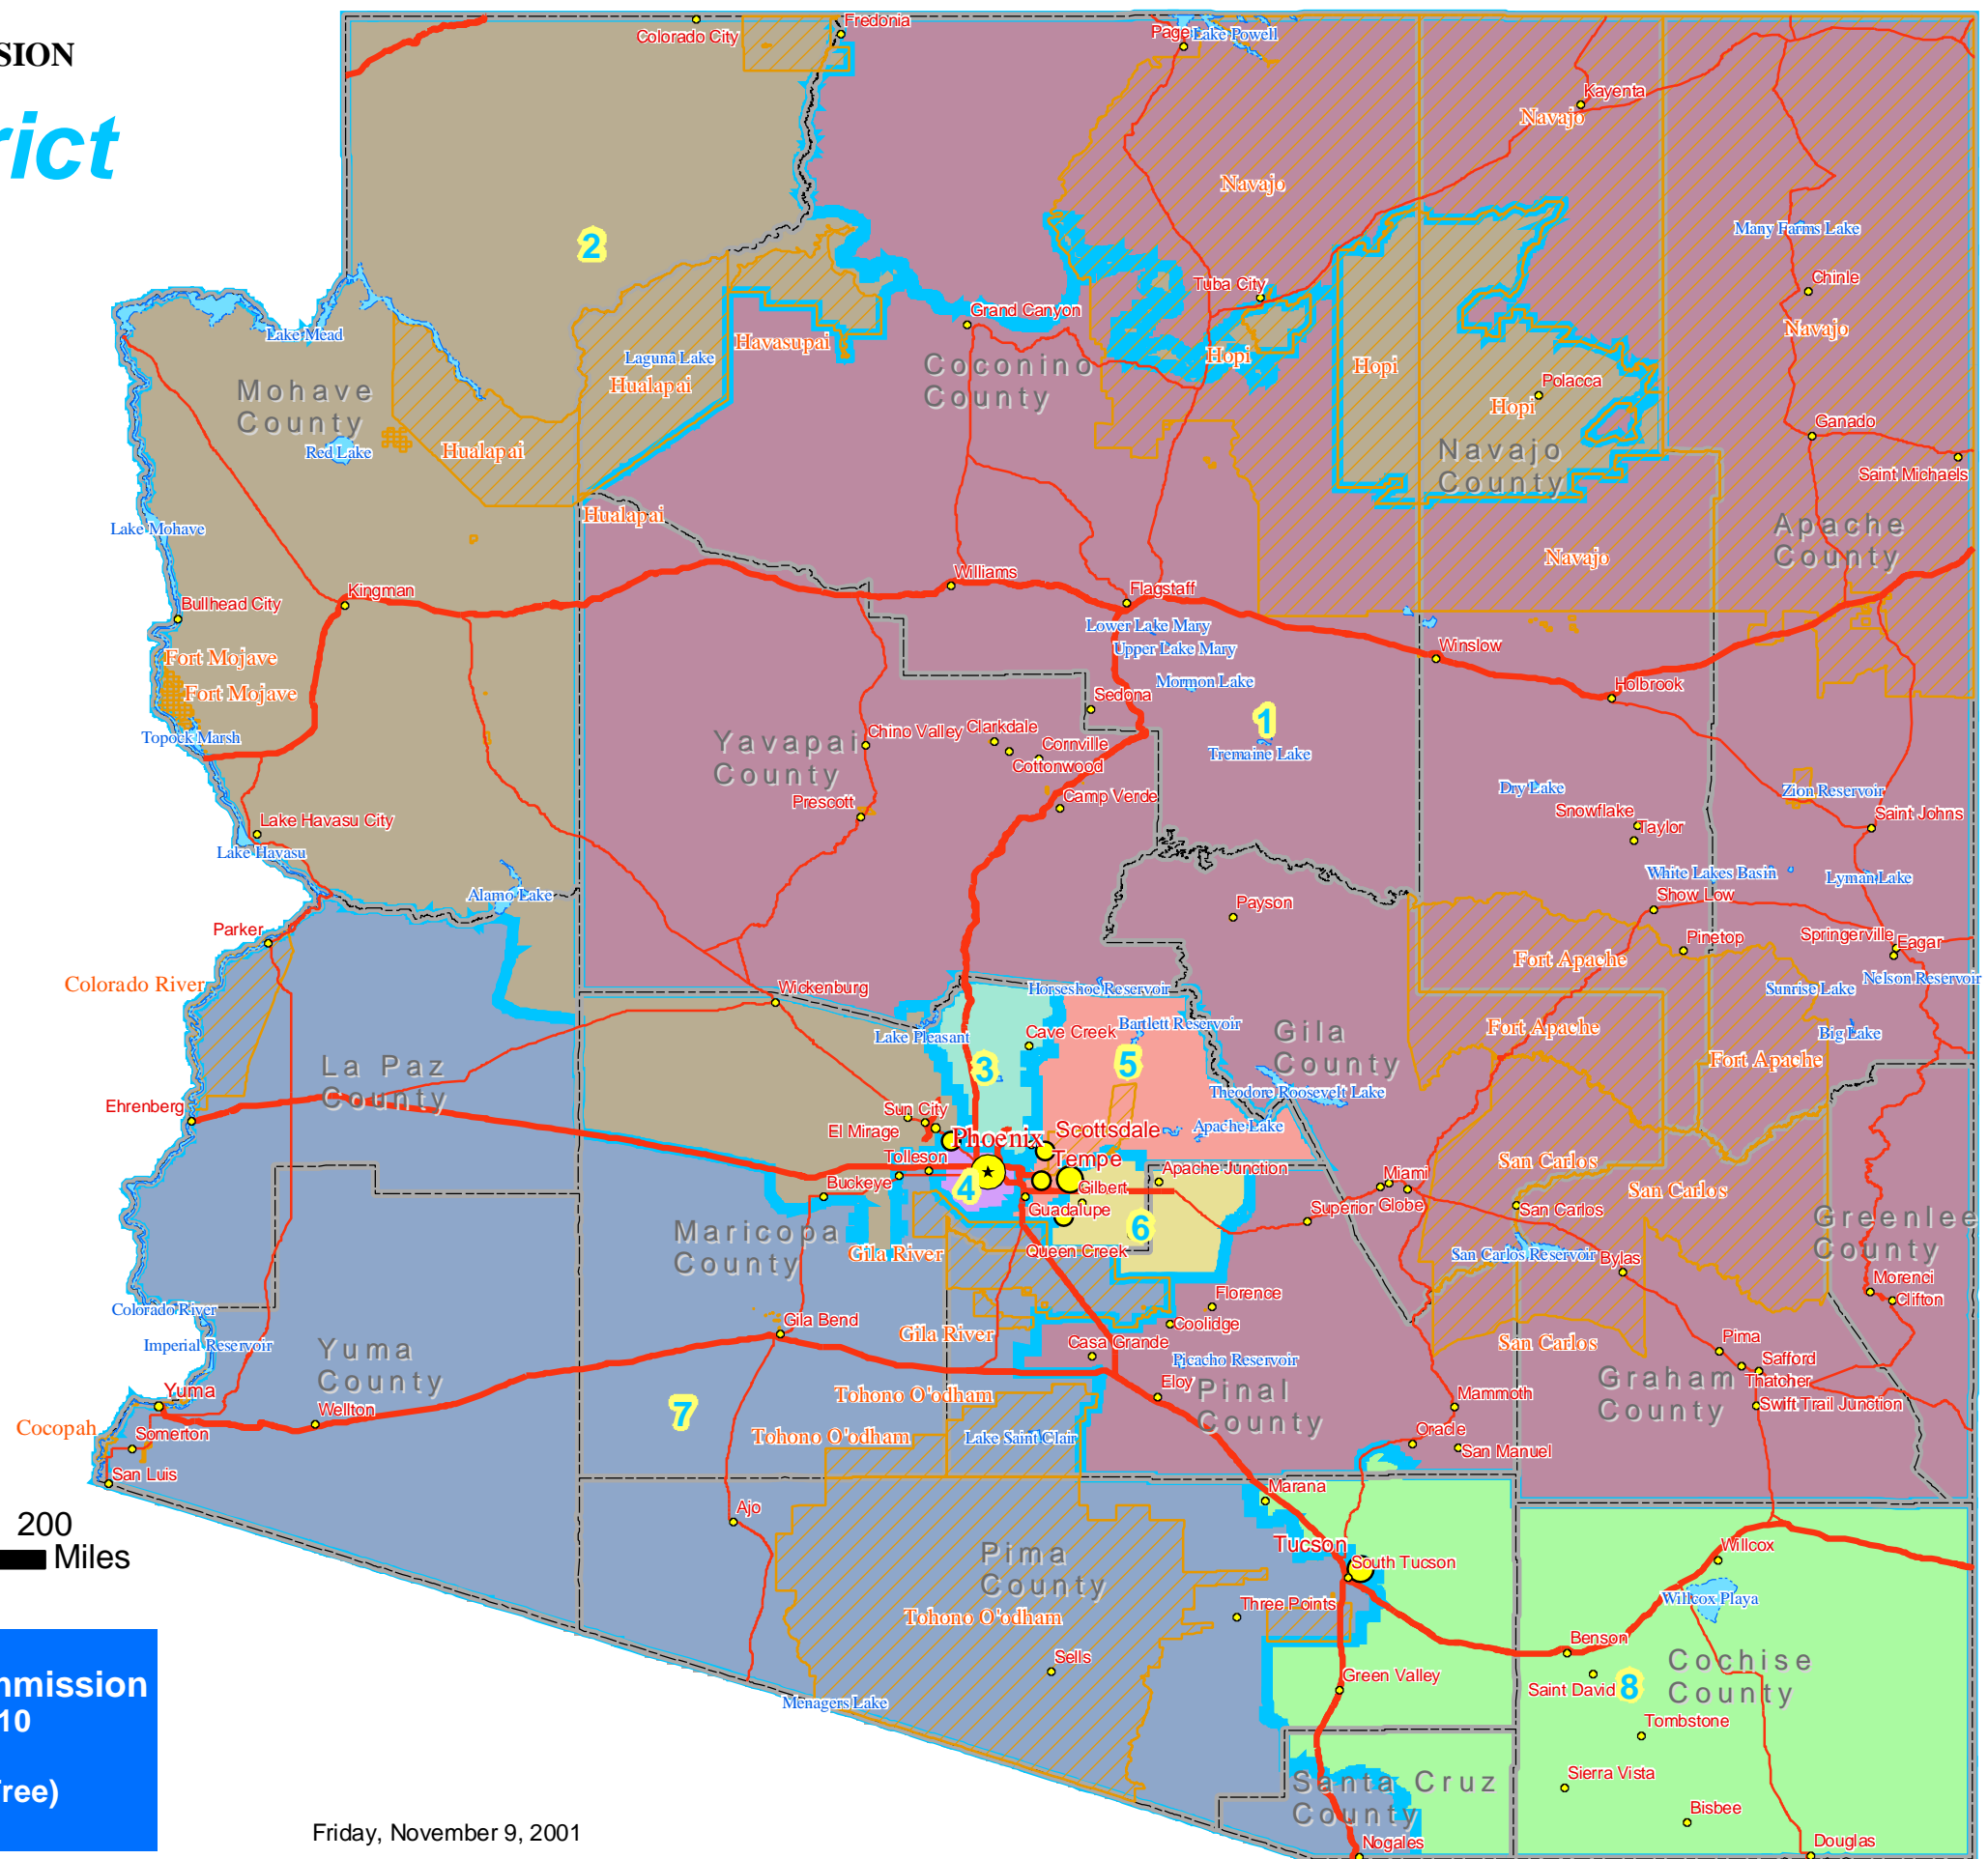 SION
rict
Colorado City
Fredonia
Page
Lake Powell
Kayenta
Navajo
Navajo
2
Many Farms Lake
Tuba City
Chinle
Grand Canyon
Lake Mead
Havasupai
Laguna Lake
Hualapai
Coconino
County
Hopi
Hopi
Navajo
Mohave
County
Polacca
Hopi
Red Lake
Hualapai
Navajo
County
Ganado
Saint Michaels
Hualapai
Lake Mohave
Apache
County
Navajo
Williams
Flagstaff
Kingman
Bullhead City
Lower Lake Mary
Upper Lake Mary
Winslow
Fort Mojave
Fort Mojave
Mormon Lake
Holbrook
Sedona
1
Topock Marsh
Yavapai
County
Chino Valley
Clarkdale
Cornville
Cottonwood
Tremaine Lake
Prescott
Camp Verde
Dry Lake
Zion Reservoir
Snowflake
Taylor
Saint Johns
Lake Havasu City
Lake Havasu
White Lakes Basin
Lyman Lake
Alamo Lake
Show Low
Payson
Parker
Pinetop
Springerville
Eagar
Fort Apache
Colorado River
Wickenburg
Horseshoe Reservoir
Sunrise Lake
Nelson Reservoir
Lake Pleasant
Cave Creek
Bartlett Reservoir
Gila
County
Fort Apache
Big Lake
La Paz
County
3
5
Fort Apache
Theodore Roosevelt Lake
Ehrenberg
Sun City
El Mirage
Phoenix
Scottsdale
Apache Lake
Tolleson
Tempe
Apache Junction
San Carlos
Buckeye
4
Gilbert
Miami
San Carlos
Guadalupe
6
Superior
Globe
San Carlos
Maricopa
County
Gila River
Queen Creek
San Carlos Reservoir
Bylas
Greenlee
County
Morenci
Clifton
Colorado River
Florence
Coolidge
Imperial Reservoir
Gila Bend
Gila River
Casa Grande
San Carlos
Pima
Yuma
County
Picacho Reservoir
Safford
Thatcher
Yuma
Tohono O'odham
Eloy
Pinal
County
Graham
County
Mammoth
Swift Trail Junction
Wellton
7
Cocopah
Somerton
Tohono O'odham
Lake Saint Clair
Oracle
San Manuel
San Luis
Marana
Ajo
200
Miles
Pima
County
Tucson
South Tucson
Willcox
Three Points
Willcox Playa
Tohono O'odham
Benson
Sells
Green Valley
Saint David
8
Cochise
County
Menagers Lake
Tombstone
Santa Cruz
County
Sierra Vista
Bisbee
Nogales
Douglas
mmission
10
Free)
Friday, November 9, 2001